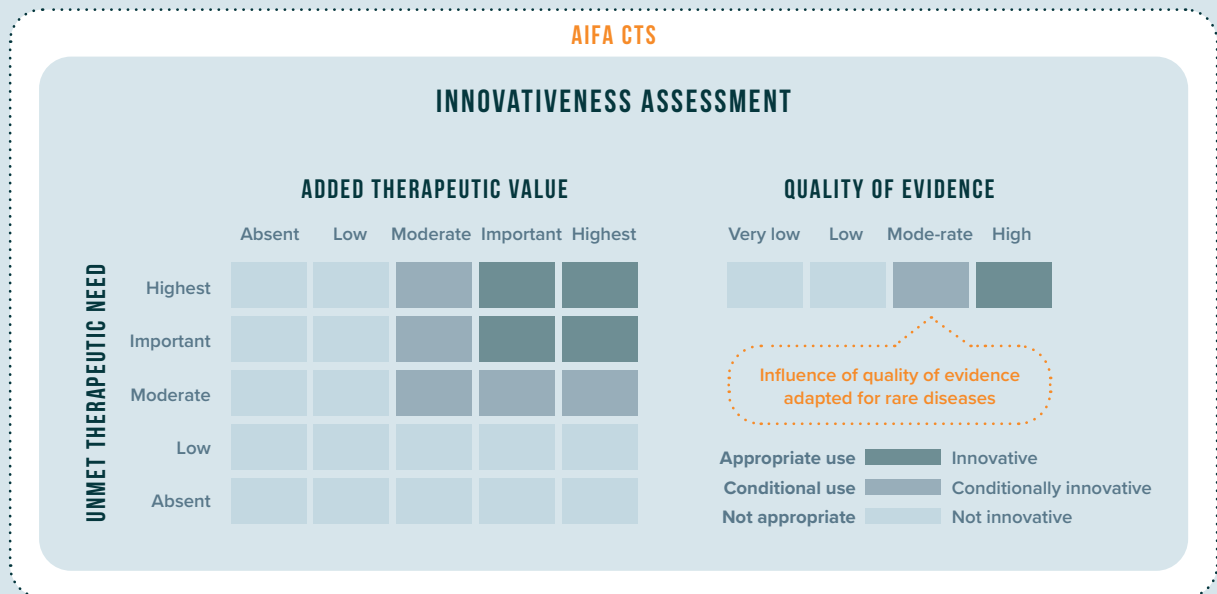 AIFA CTS
INNOVATIVENESS ASSESSMENT
ADDED THERAPEUTIC VALUE
Absent Low Moderate Important Highest
UNMET THERAPEUTIC NEED
Highest
Important
Moderate
Low
Absent
QUALITY OF EVIDENCE
Very low Low Mode-rate High
Influence of quality of evidence
adapted for rare diseases
Appropriate use Innovative
Conditional use Conditionally innovative
Not appropriate Not innovative